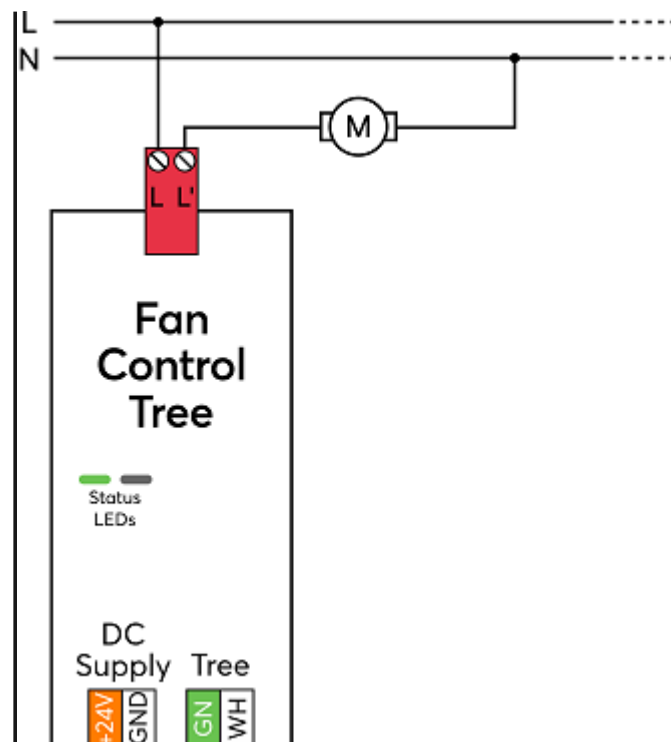 L
N
M
L L'
Fan
Control
Tree
Status
LEDs
DC
Supply Tree
+24V GND GN WH